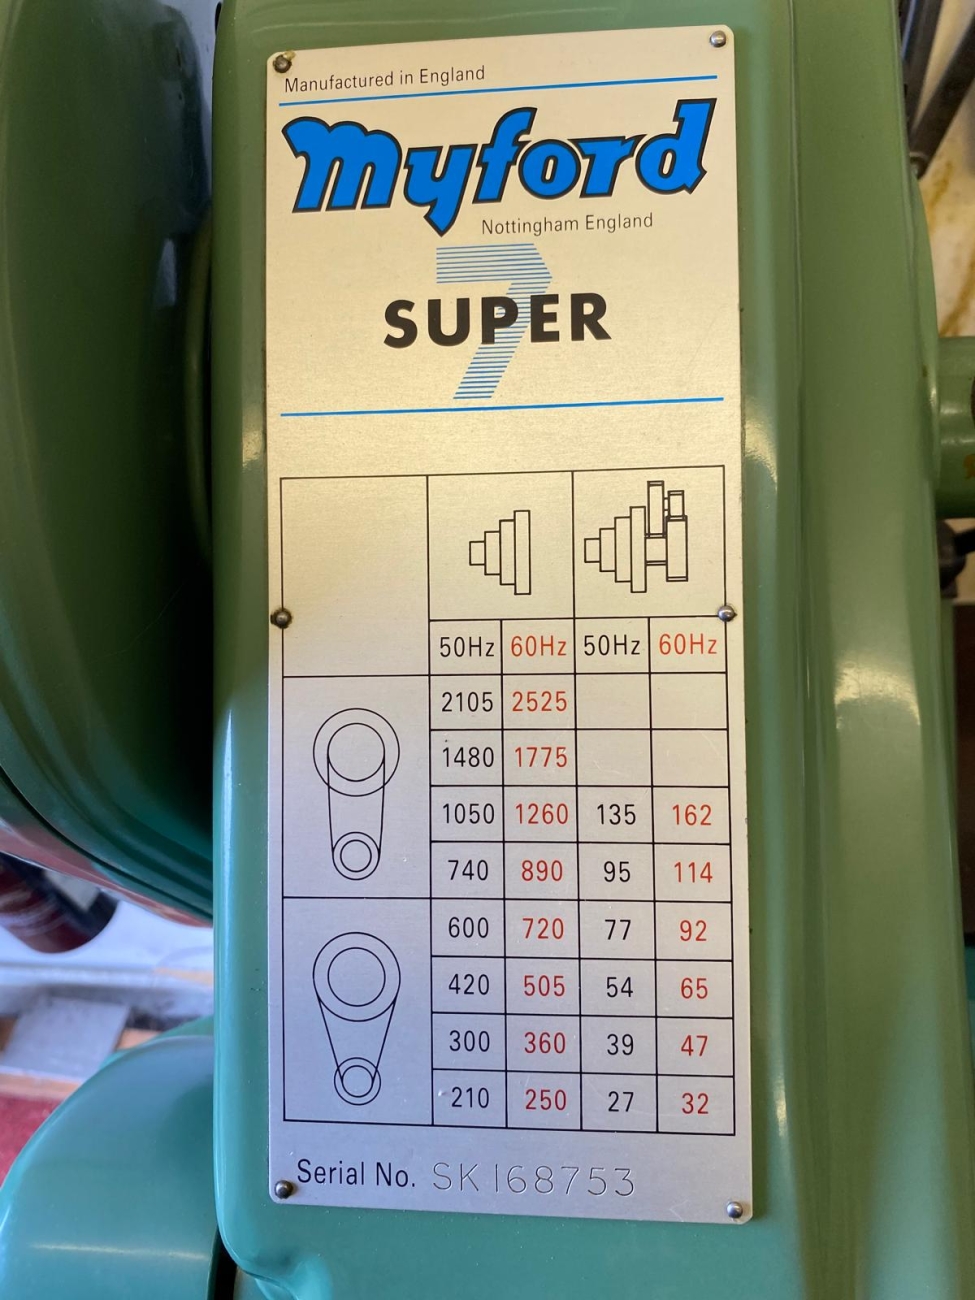 Manufactured in England
Myford
Nottingham England
7
SUPER
50Hz 60Hz 50Hz 60Hz
2105 2525
1480 1775
1050 1260 135 162
740 890 95 114
600 720 77 92
420 505 54 65
300 360 39 47
210 250 27 32
Serial No. SK168753